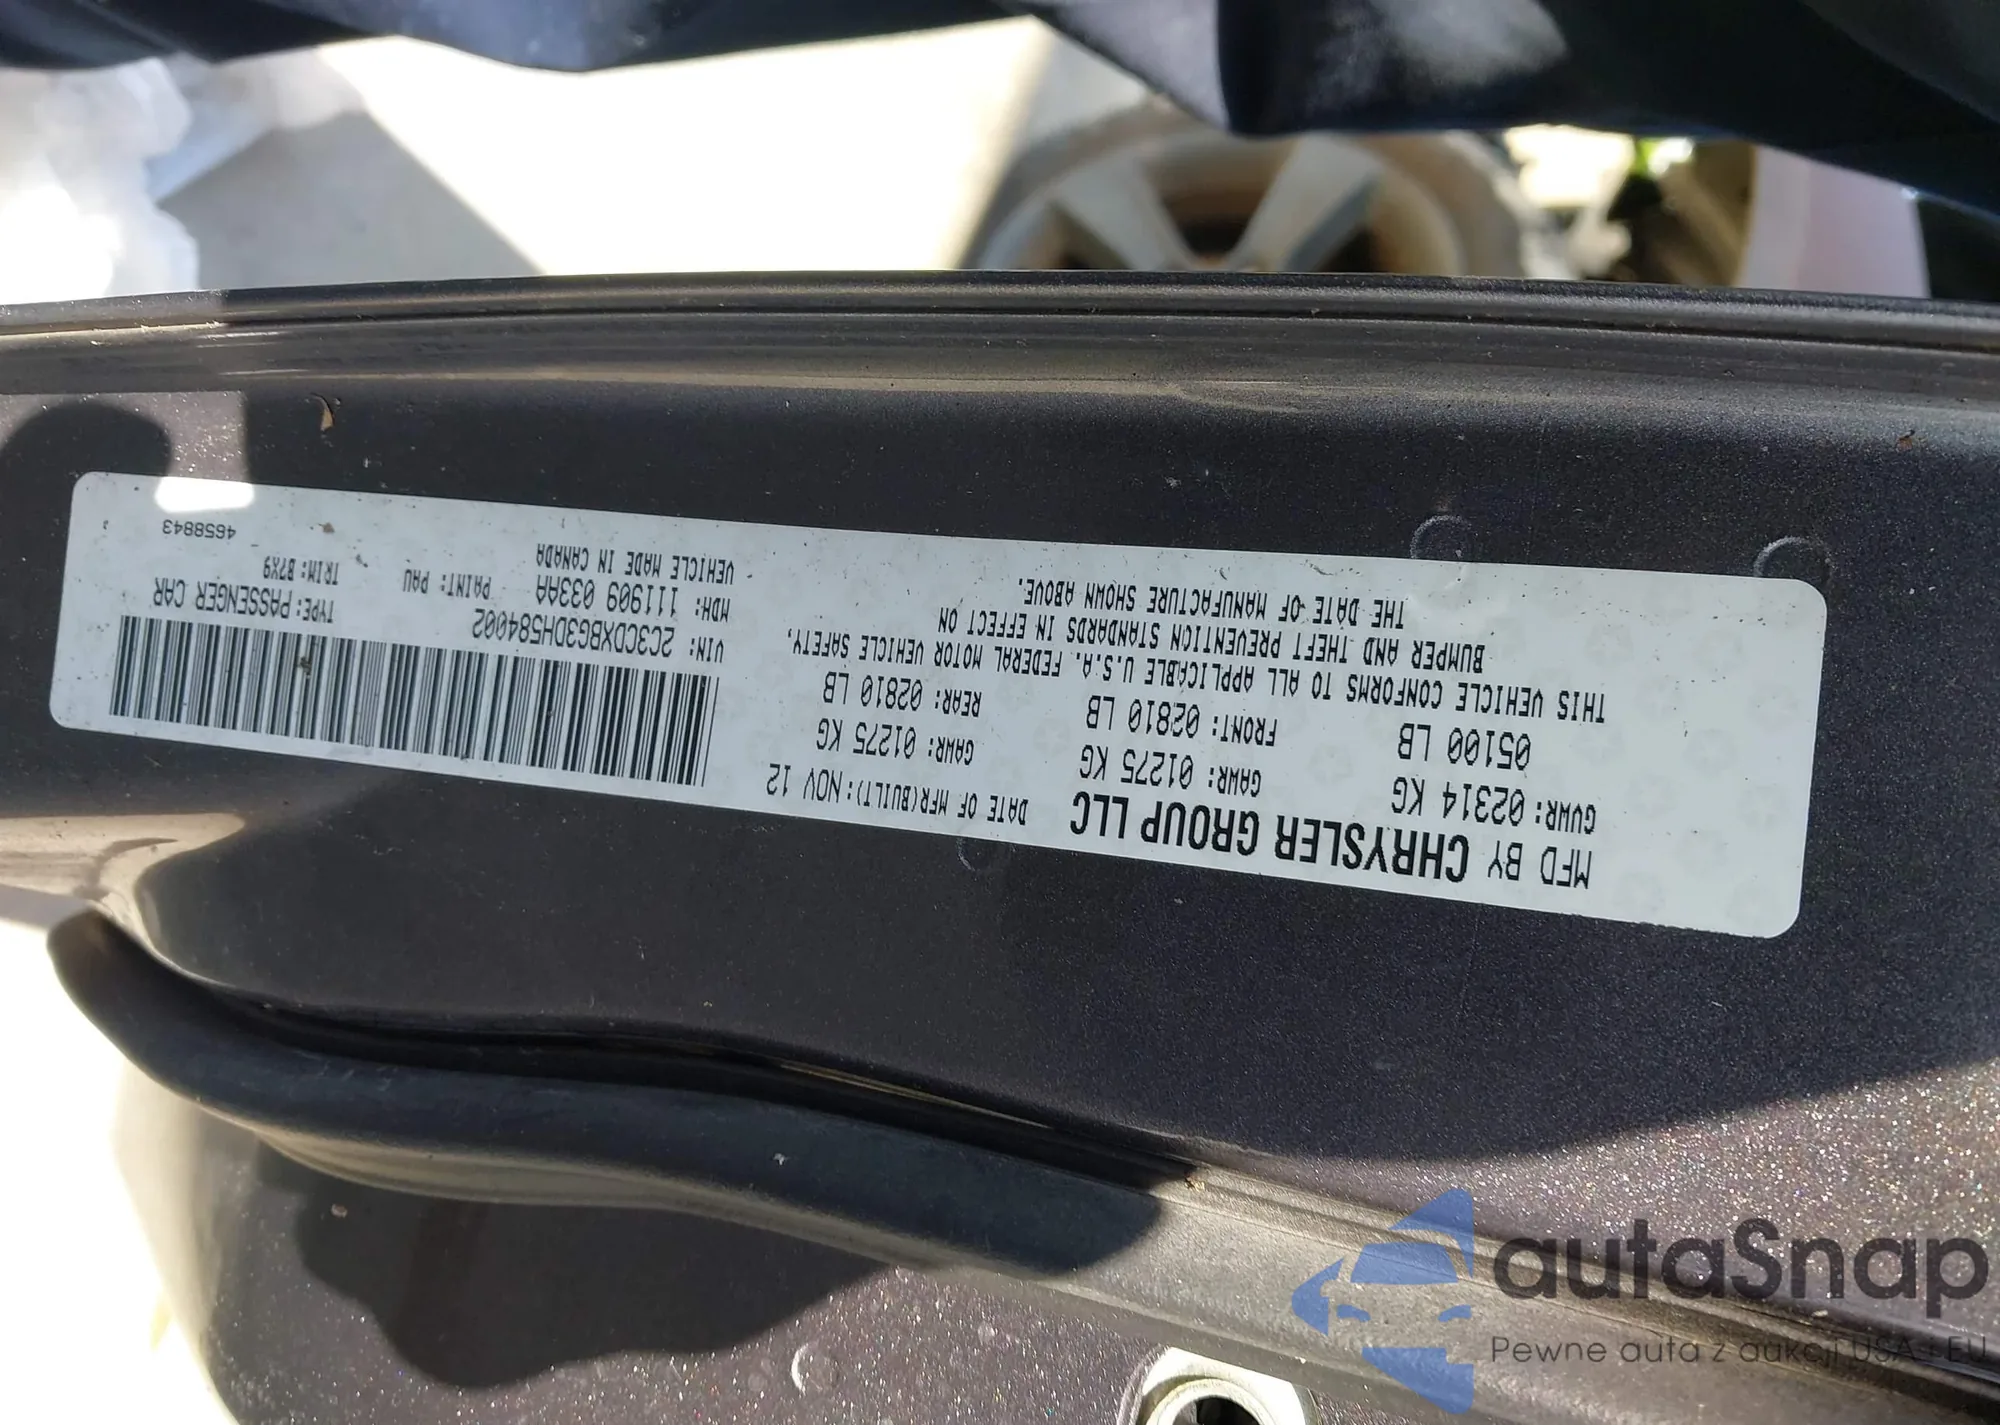 MFD BY CHRYSLER GROUP LLC
DATE OF MFR(BUILT): NOV 12
GVWR: 02314 KG
05100 LB
GAWR: 01275 KG
FRONT: 02810 LB
GAWR: 01275 KG
REAR: 02810 LB
THIS VEHICLE CONFORMS TO ALL APPLICABLE U.S.A. FEDERAL MOTOR VEHICLE SAFETY,
BUMPER AND THEFT PREVENTION STANDARDS IN EFFECT ON
THE DATE OF MANUFACTURE SHOWN ABOVE.
VIN: 2C3CDXBG3DH584002
TYPE: PASSENGER CAR
MDH: 111909 033AA
PAINT: PAU
TRIM: B7X9
VEHICLE MADE IN CANADA
4658843
autaSnap
Pewne auta z aukcji USA i EU